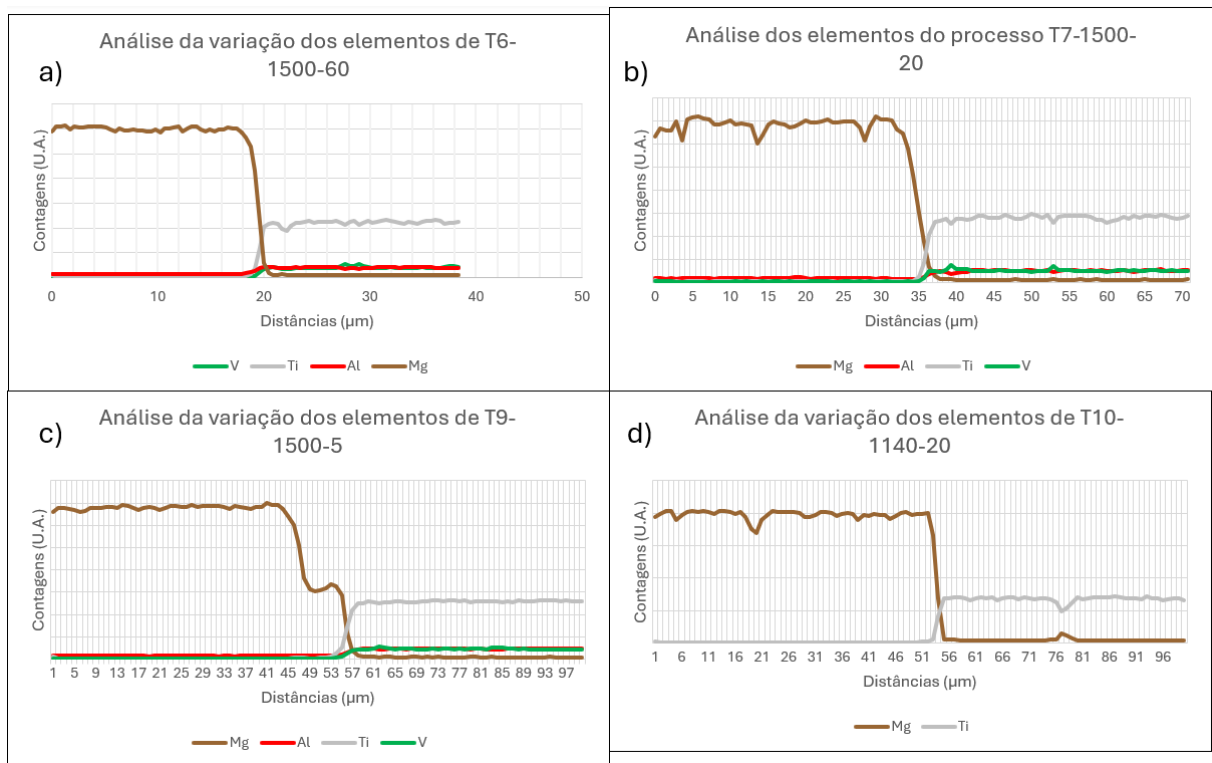 a)
Análise da variação dos elementos de T6-
1500-60
Contagens (U.A.)
0 10 20 30 40 50
Distâncias (µm)
V Ti Al Mg
b)
Análise dos elementos do processo T7-1500-
20
Contagens (U.A.)
0 5 10 15 20 25 30 35 40 45 50 55 60 65 70
Distâncias (µm)
Mg Al Ti V
c)
Análise da variação dos elementos de T9-
1500-5
Contagens (U.A.)
1 5 9 13 17 21 25 29 33 37 41 45 49 53 57 61 65 69 73 77 81 85 89 93 97
Distâncias (µm)
Mg Al Ti V
d)
Análise da variação dos elementos de T10-
1140-20
Contagens (U.A.)
1 6 11 16 21 26 31 36 41 46 51 56 61 66 71 76 81 86 91 96
Distâncias (µm)
Mg Ti